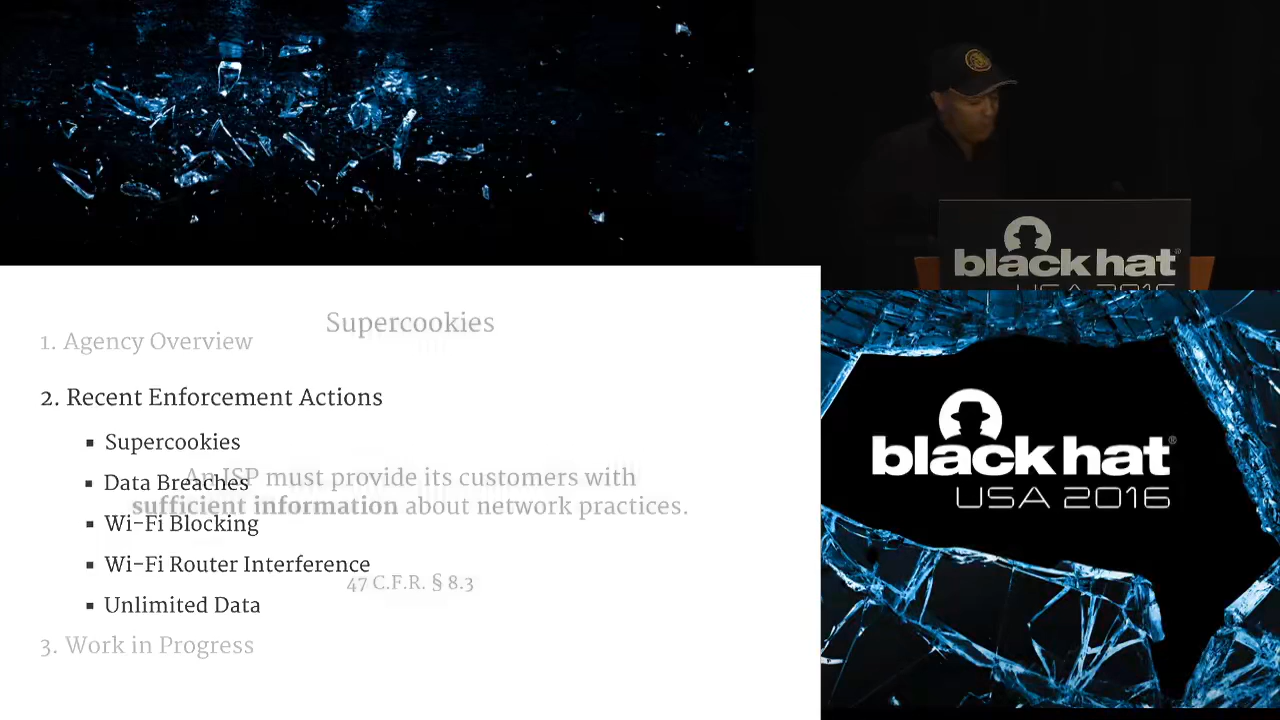 black hat®
USA 2016
Supercookies
1. Agency Overview
2. Recent Enforcement Actions
▪ Supercookies
An ISP must provide its customers with
▪ Data Breaches
sufficient information about network practices.
▪ Wi-Fi Blocking
▪ Wi-Fi Router Interference
47 C.F.R. § 8.3
▪ Unlimited Data
3. Work in Progress
black hat®
USA 2016